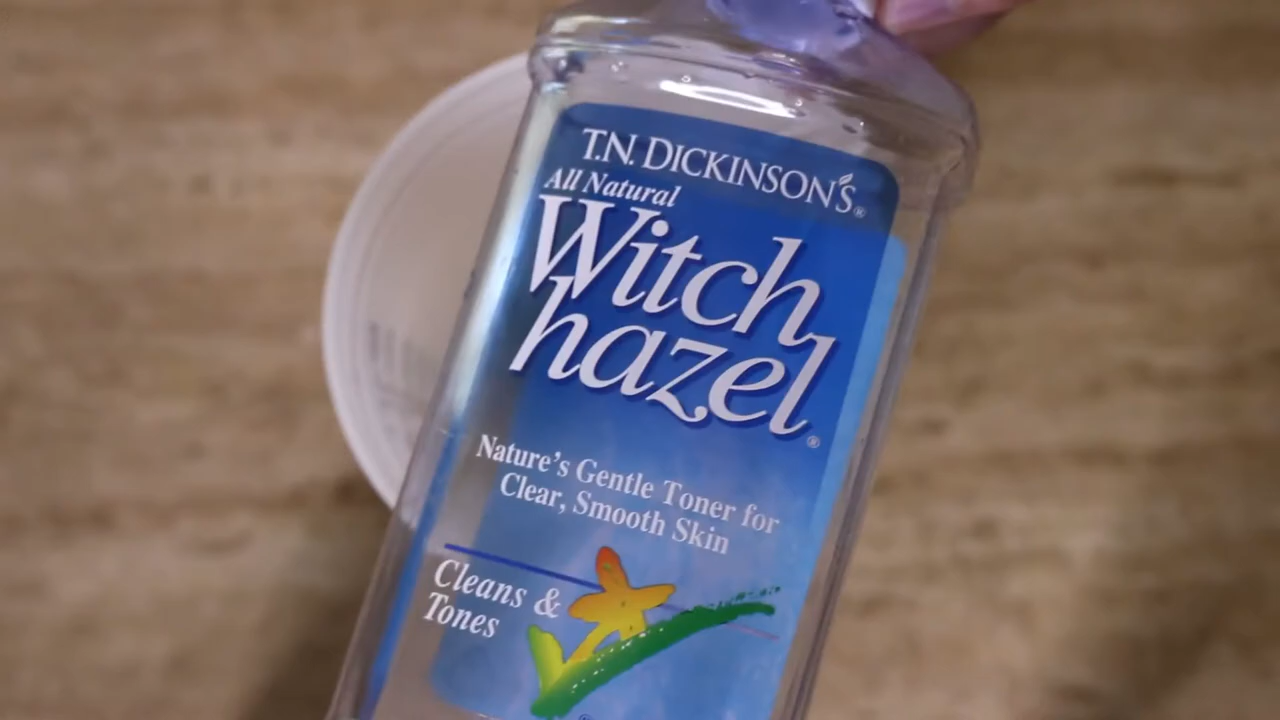 T.N. DICKINSON'S®
All Natural
Witch
hazel®
Nature's Gentle Toner for
Clear, Smooth Skin
Cleans &
Tones